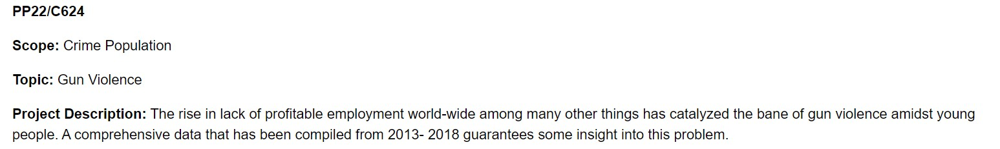 PP22/C624
Scope: Crime Population
Topic: Gun Violence
Project Description: The rise in lack of profitable employment world-wide among many other things has catalyzed the bane of gun violence amidst young
people. A comprehensive data that has been compiled from 2013- 2018 guarantees some insight into this problem.